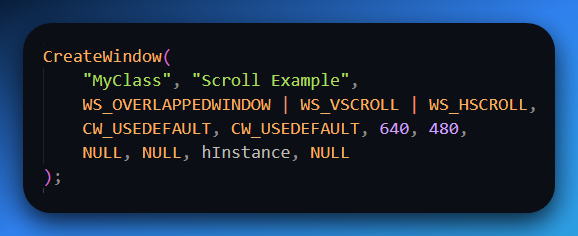 CreateWindow(
    "MyClass", "Scroll Example",
    WS_OVERLAPPEDWINDOW | WS_VSCROLL | WS_HSCROLL,
    CW_USEDEFAULT, CW_USEDEFAULT, 640, 480,
    NULL, NULL, hInstance, NULL
);